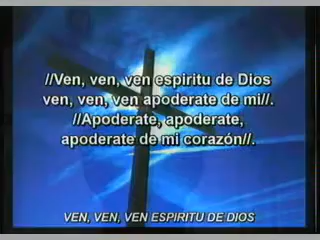 //Ven, ven, ven espiritu de Dios
ven, ven, ven apoderate de mi//.
//Apoderate, apoderate,
apoderate de mi corazón//.
VEN, VEN, VEN ESPIRITU DE DIOS